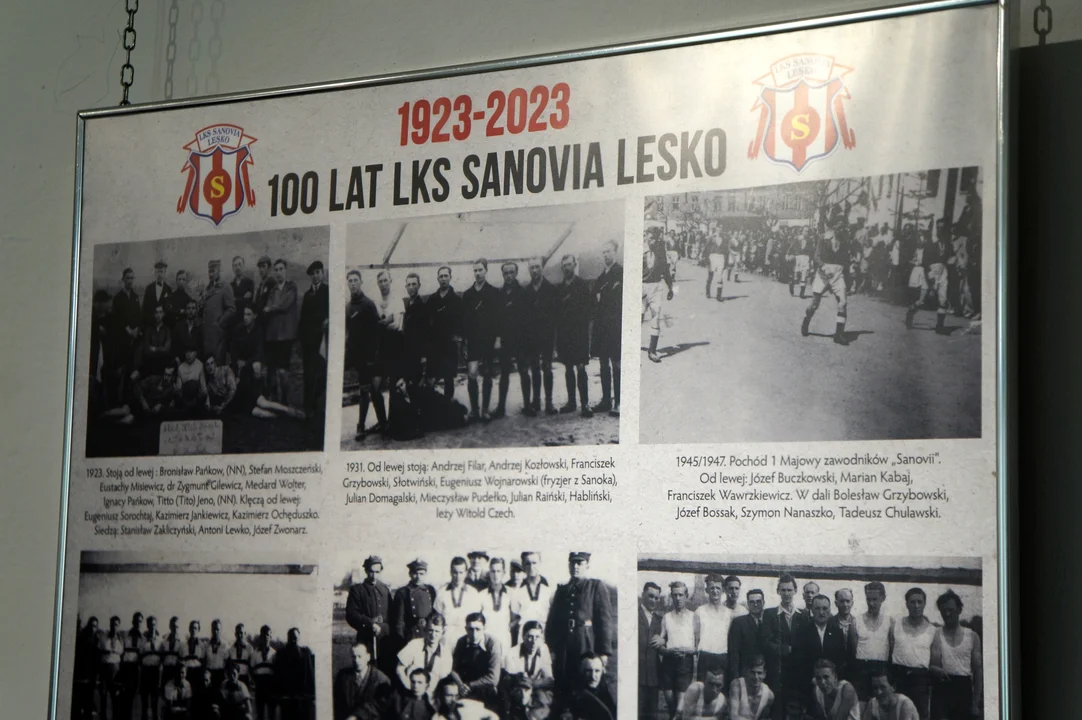 LKS SANOVIA
LESKO
S
LKS SANOVIA
LESKO
S
1923-2023
100 LAT LKS SANOVIA LESKO
1923. Stoją od lewej : Bronisław Pańkow, (NN), Stefan Moszczeński,
Eustachy Misiewicz, dr Zygmunt Gilewicz, Medard Wolter,
Ignacy Pańkow, Titto (Tito) Jeno, (NN). Klęczą od lewej:
Eugeniusz Sorochtaj, Kazimierz Jankiewicz, Kazimierz Ochęduszko.
Siedzą: Stanisław Zakliczyński, Antoni Lewko, Józef Zwonarz.
1931. Od lewej stoją: Andrzej Filar, Andrzej Kozłowski, Franciszek
Grzybowski, Słotwiński, Eugeniusz Wojnarowski (fryzjer z Sanoka),
Julian Domagalski, Mieczysław Pudełko, Julian Raiński, Habliński,
leży Witold Czech.
1945/1947. Pochód 1 Majowy zawodników „Sanovii”.
Od lewej: Józef Buczkowski, Marian Kabaj,
Franciszek Wawrzkiewicz. W dali Bolesław Grzybowski,
Józef Bossak, Szymon Nanaszko, Tadeusz Chulawski.